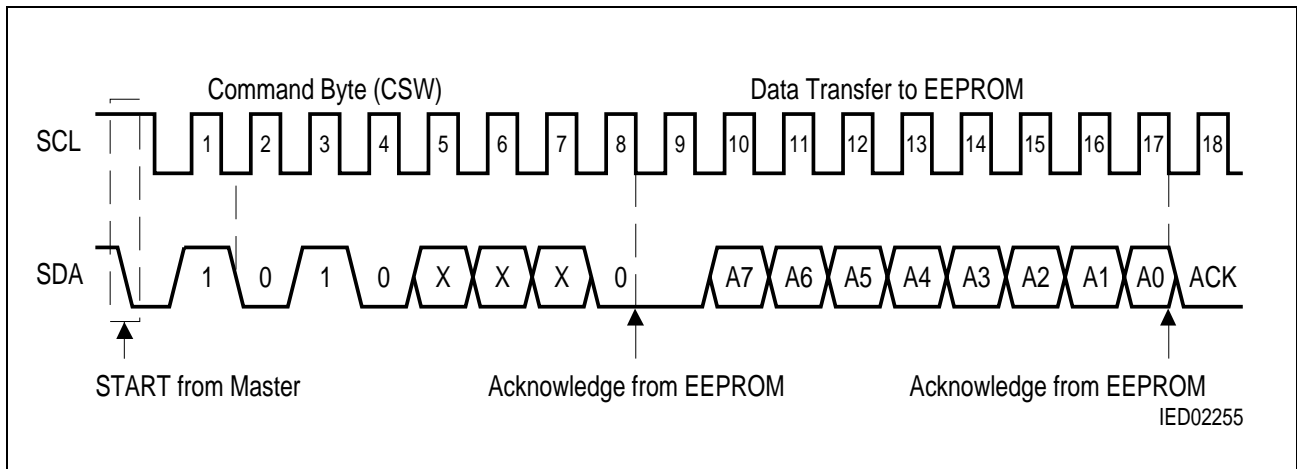 Command Byte (CSW) Data Transfer to EEPROM
SCL 1 2 3 4 5 6 7 8 9 10 11 12 13 14 15 16 17 18
SDA 1 0 1 0 X X X 0 A7 A6 A5 A4 A3 A2 A1 A0 ACK
START from Master Acknowledge from EEPROM Acknowledge from EEPROM
IED02255